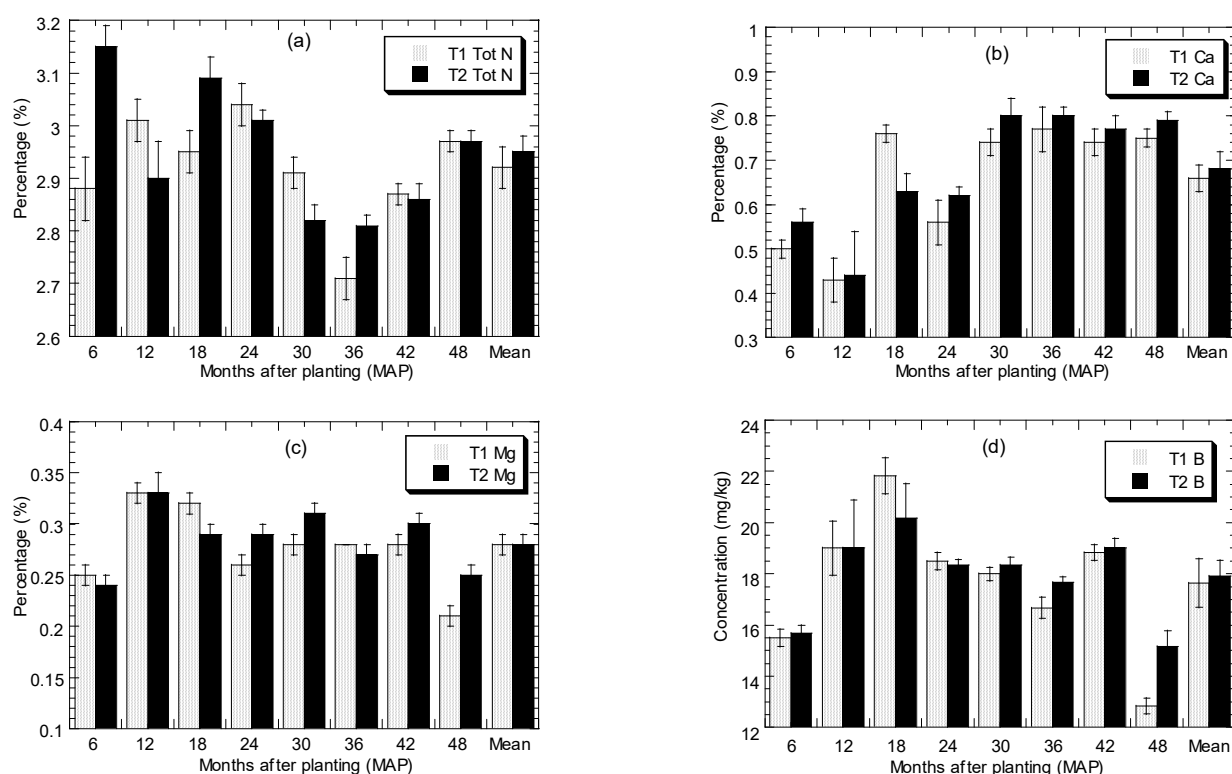 (a)
T1 Tot N
T2 Tot N
Percentage (%)
3.2
3.1
3
2.9
2.8
2.7
2.6
6 12 18 24 30 36 42 48 Mean
Months after planting (MAP)
(b)
T1 Ca
T2 Ca
Percentage (%)
1
0.9
0.8
0.7
0.6
0.5
0.4
0.3
6 12 18 24 30 36 42 48 Mean
Months after planting (MAP)
(c)
T1 Mg
T2 Mg
Percentage (%)
0.4
0.35
0.3
0.25
0.2
0.15
0.1
6 12 18 24 30 36 42 48 Mean
Months after planting (MAP)
(d)
T1 B
T2 B
Concentration (mg/kg)
24
22
20
18
16
14
12
6 12 18 24 30 36 42 48 Mean
Months after planting (MAP)